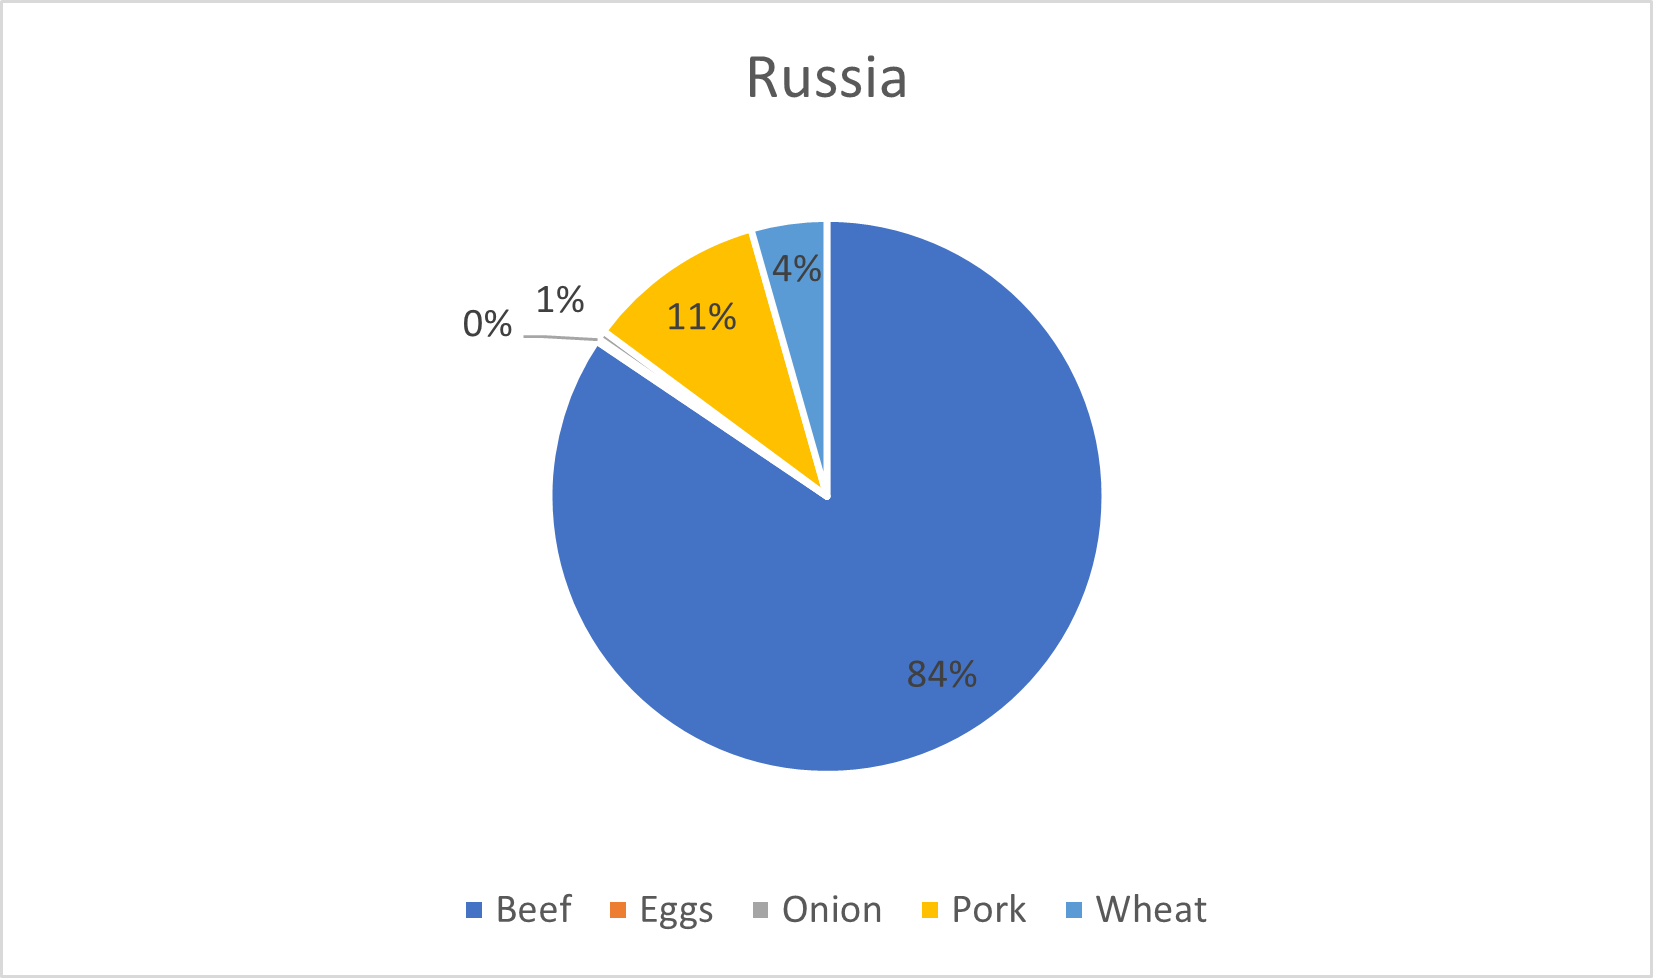 Russia
4%
1%
11%
0%
84%
Beef Eggs Onion Pork Wheat